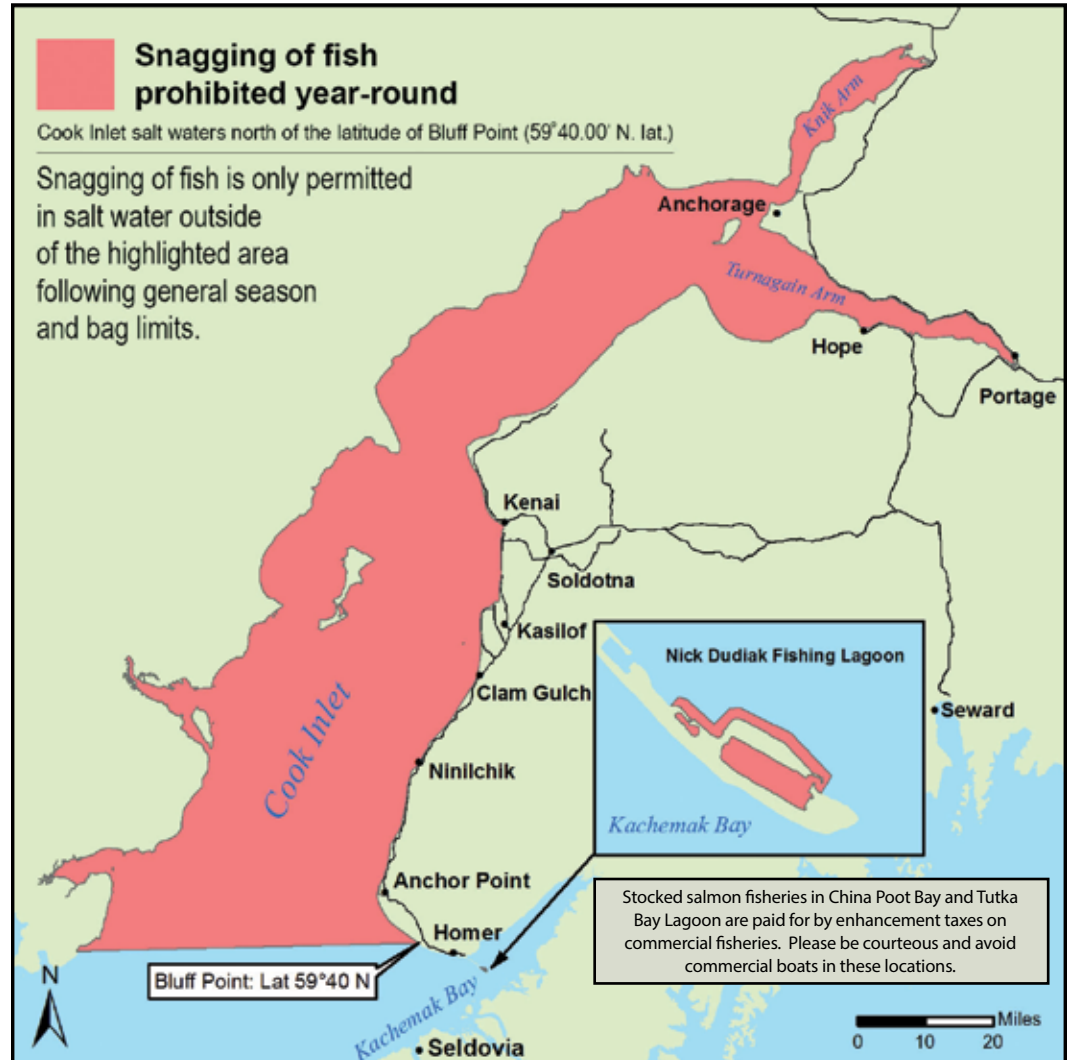 Snagging of fish
prohibited year-round
Cook Inlet salt waters north of the latitude of Bluff Point (59°40.00' N. lat.)
Snagging of fish is only permitted
in salt water outside
of the highlighted area
following general season
and bag limits.
Knik Arm
Anchorage
Turnagain Arm
Hope
Portage
Kenai
Soldotna
Kasilof
Nick Dudiak Fishing Lagoon
Clam Gulch
Seward
Cook Inlet
Ninilchik
Kachemak Bay
Anchor Point
Stocked salmon fisheries in China Poot Bay and Tutka
Bay Lagoon are paid for by enhancement taxes on
commercial fisheries. Please be courteous and avoid
commercial boats in these locations.
Homer
N
Bluff Point: Lat 59°40 N
Kachemak Bay
Miles
0 10 20
Seldovia